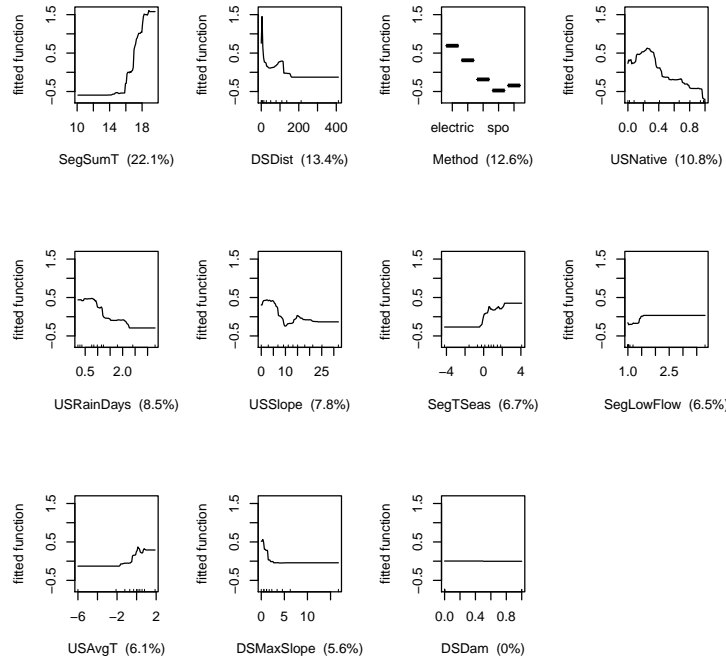 fitted function
−0.5 0.5 1.5
10 14 18
SegSumT (22.1%)
fitted function
−0.5 0.5 1.5
0 200 400
DSDist (13.4%)
fitted function
−0.5 0.5 1.5
electric spo
Method (12.6%)
fitted function
−0.5 0.5 1.5
0.0 0.4 0.8
USNative (10.8%)
fitted function
−0.5 0.5 1.5
0.5 2.0
USRainDays (8.5%)
fitted function
−0.5 0.5 1.5
0 10 25
USSlope (7.8%)
fitted function
−0.5 0.5 1.5
−4 0 4
SegTSeas (6.7%)
fitted function
−0.5 0.5 1.5
1.0 2.5
SegLowFlow (6.5%)
fitted function
−0.5 0.5 1.5
−6 −2 2
USAvgT (6.1%)
fitted function
−0.5 0.5 1.5
0 5 10
DSMaxSlope (5.6%)
fitted function
−0.5 0.5 1.5
0.0 0.4 0.8
DSDam (0%)